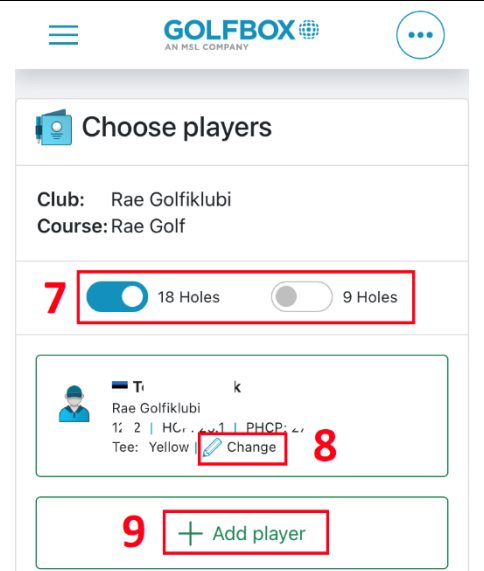 GOLFBOX
AN MSL COMPANY
Choose players
Club: Rae Golfiklubi
Course: Rae Golf
7
18 Holes
9 Holes
Rae Golfiklubi
| PHCP:
Tee: Yellow | Change
8
9
+ Add player